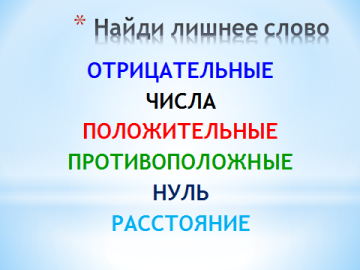 * Найди лишнее слово
ОТРИЦАТЕЛЬНЫЕ
ЧИСЛА
ПОЛОЖИТЕЛЬНЫЕ
ПРОТИВОПОЛОЖНЫЕ
НУЛЬ
РАССТОЯНИЕ